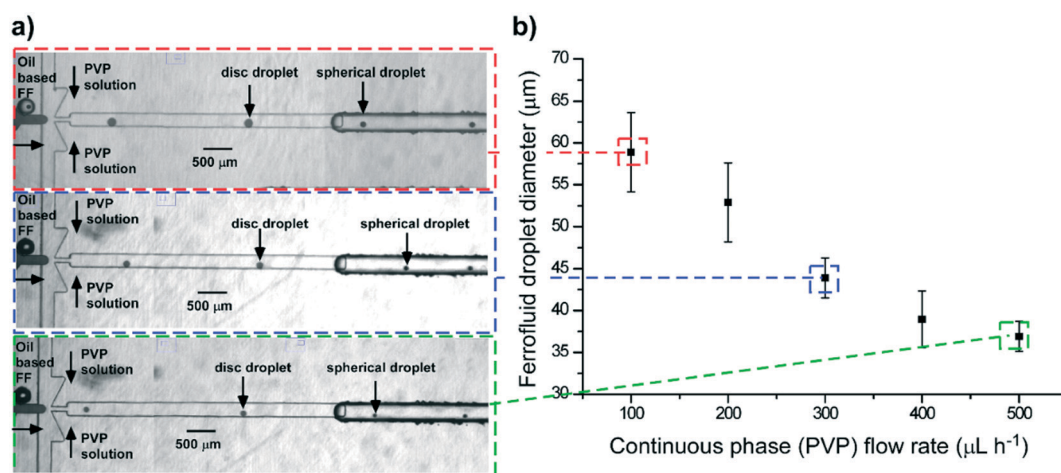 a)
Oil
based
FF
PVP
solution
disc droplet
spherical droplet
500 μm
PVP
solution
Oil
based
FF
PVP
solution
disc droplet
spherical droplet
500 μm
PVP
solution
Oil
based
FF
PVP
solution
disc droplet
spherical droplet
500 μm
PVP
solution
b)
Ferrofluid droplet diameter (μm)
70
65
60
55
50
45
40
35
30
100
200
300
400
500
Continuous phase (PVP) flow rate (μL h⁻¹)